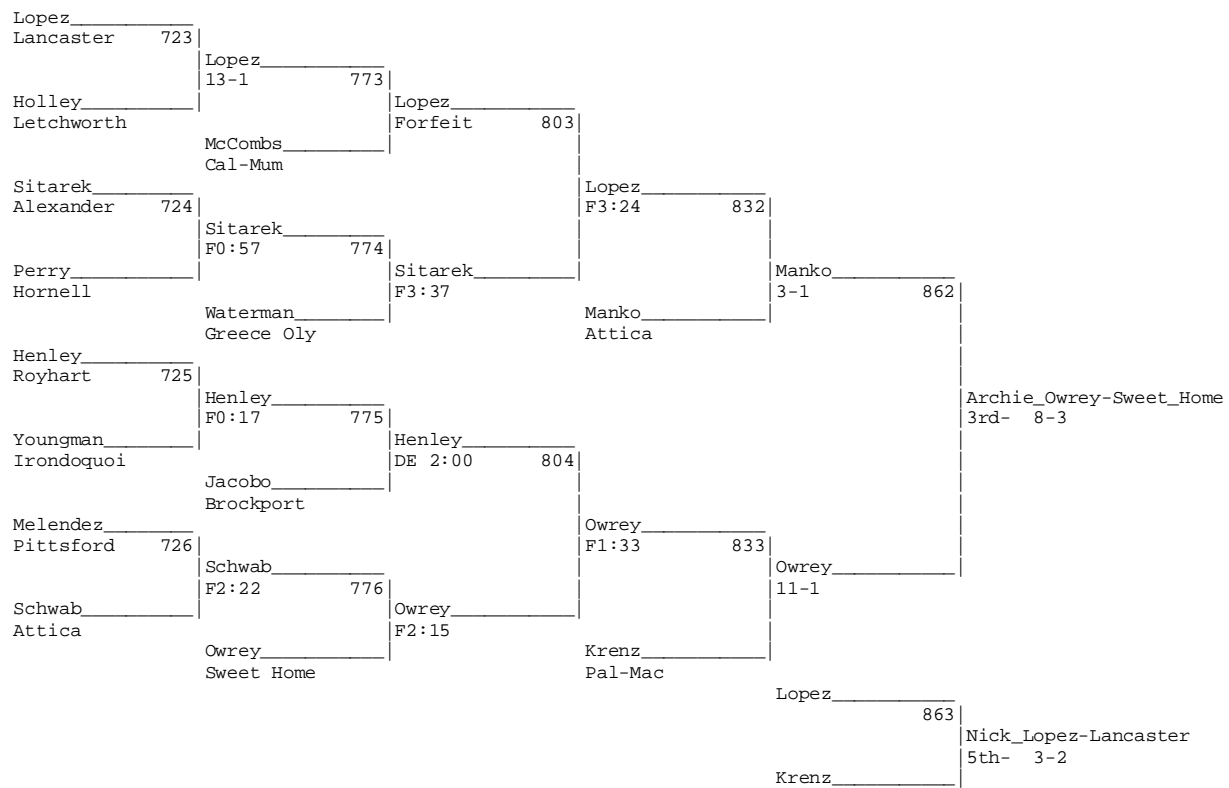 Lopez
Lancaster 723
Lopez
13-1 773
Holley Lopez
Letchworth Forfeit 803
McCombs
Cal-Mum
Sitarek Lopez
Alexander 724 F3:24 832
Sitarek
F0:57 774
Perry Sitarek Manko
Hornell F3:37 3-1 862
Waterman Manko
Greece Oly Attica
Henley
Royhart 725
Henley Archie_Owrey-Sweet_Home
F0:17 775 3rd- 8-3
Youngman Henley
Irondoquoi DE 2:00 804
Jacobo
Brockport
Melendez Owrey
Pittsford 726 F1:33 833
Schwab Owrey
F2:22 776 11-1
Schwab Owrey
Attica F2:15
Owrey Krenz
Sweet Home Pal-Mac
Lopez
863
Nick_Lopez-Lancaster
5th- 3-2
Krenz